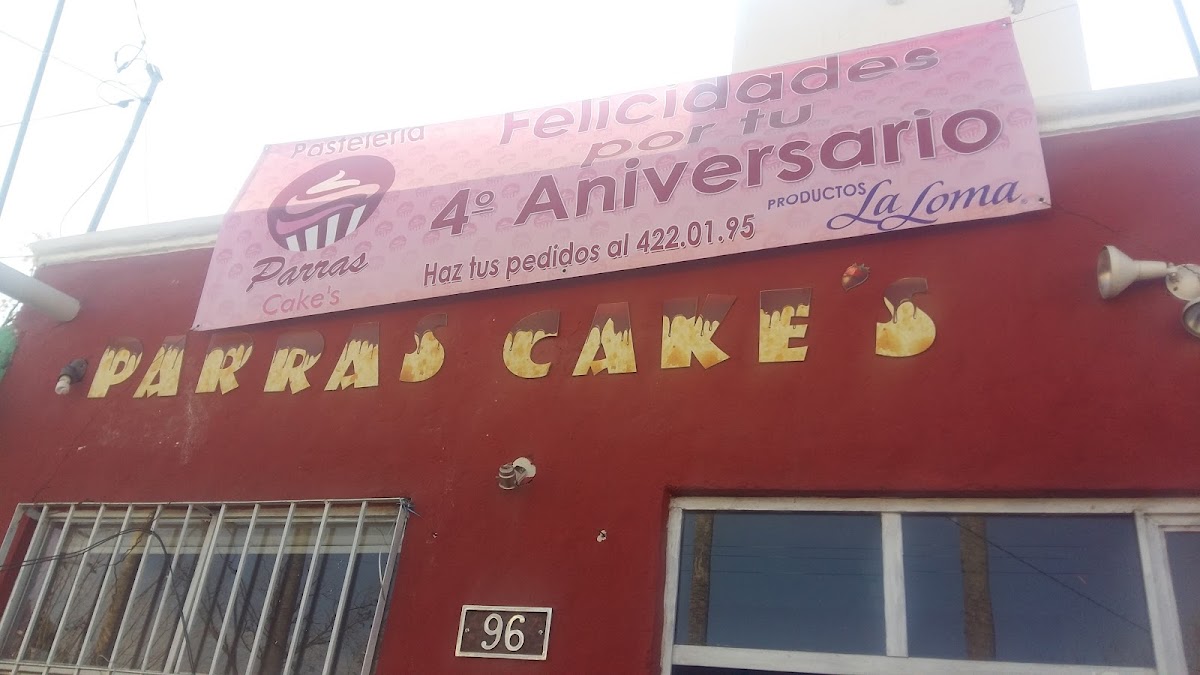 Pastelería
Parras
Cake's
Felicidades
por tu
4º Aniversario
PRODUCTOS La Loma
Haz tus pedidos al 422.01.95
PARRAS CAKE'S
96